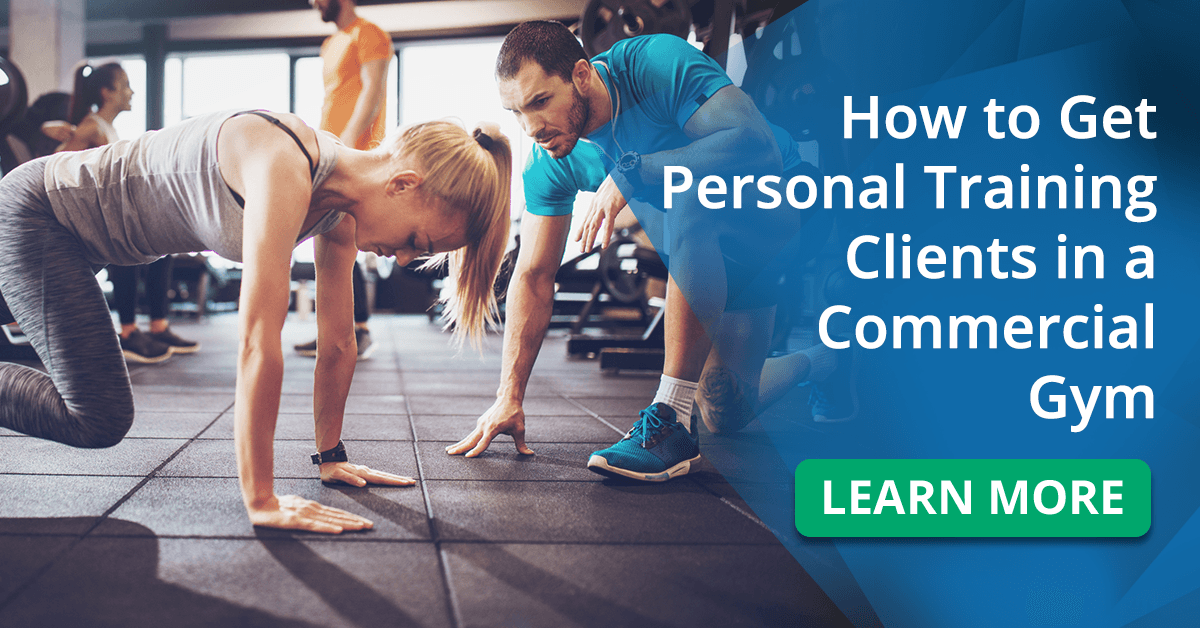 How to Get
Personal Training
Clients in a
Commercial
Gym
LEARN MORE